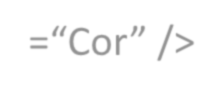 ="Cor” />